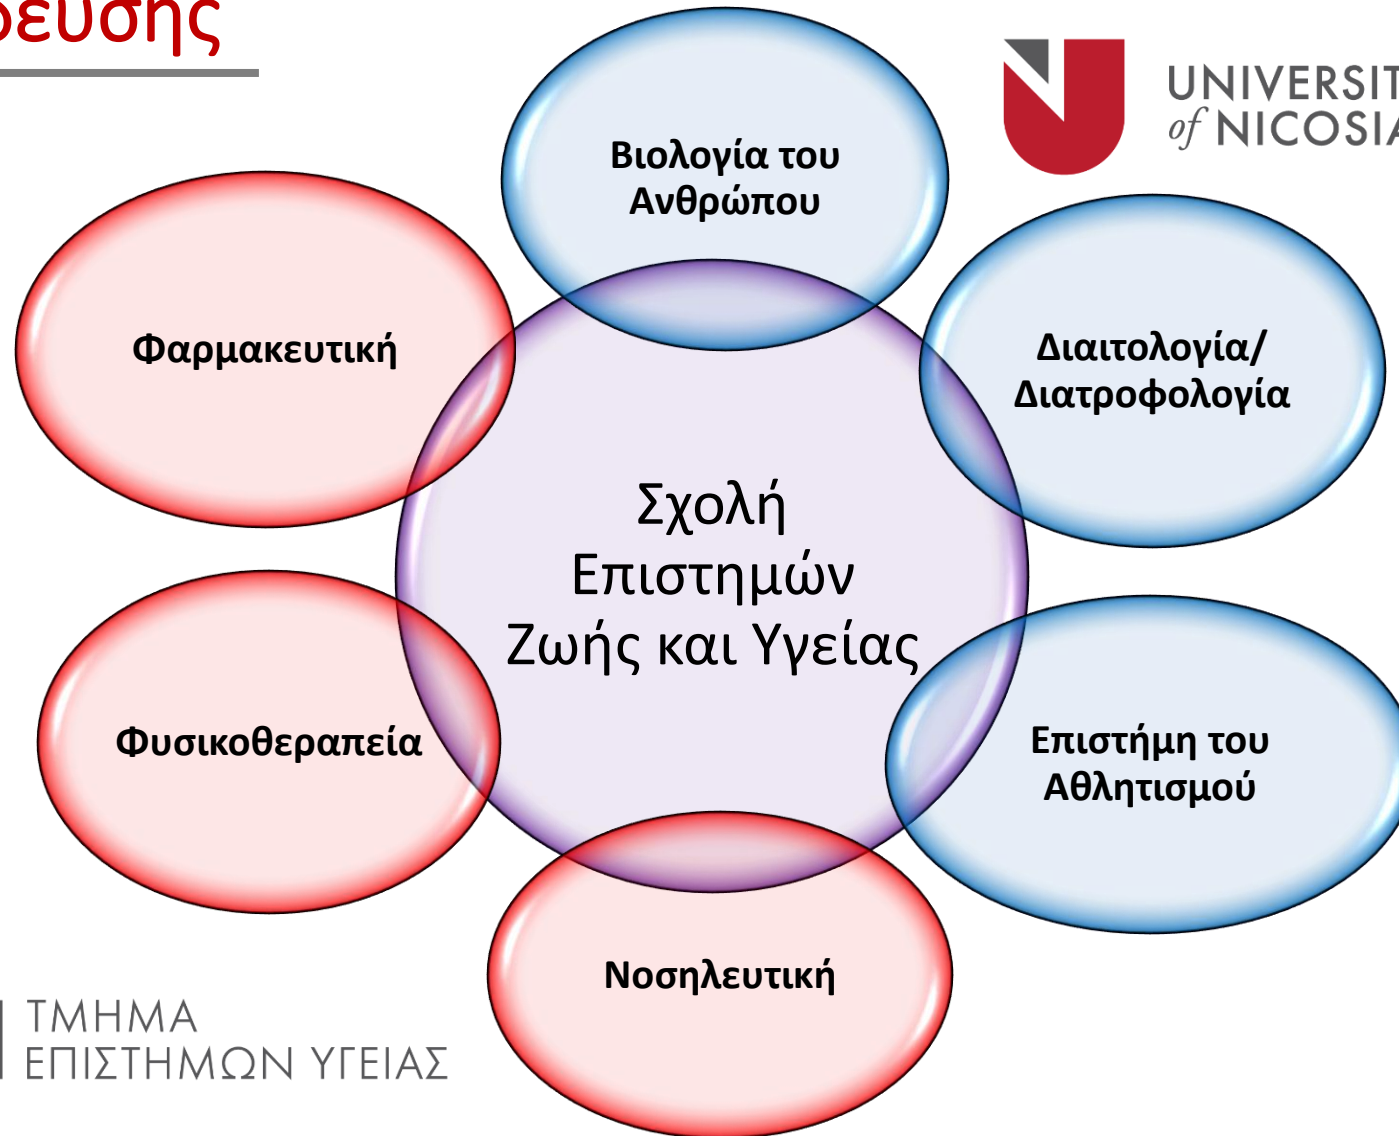 UNIVERSIT
of NICOSIA
Βιολογία του
Ανθρώπου
Φαρμακευτική
Διαιτολογία/
Διατροφολογία
Σχολή
Επιστημών
Ζωής και Υγείας
Φυσικοθεραπεία
Επιστήμη του
Αθλητισμού
Νοσηλευτική
ΤΜΗΜΑ
ΕΠΙΣΤΗΜΩΝ ΥΓΕΙΑΣ